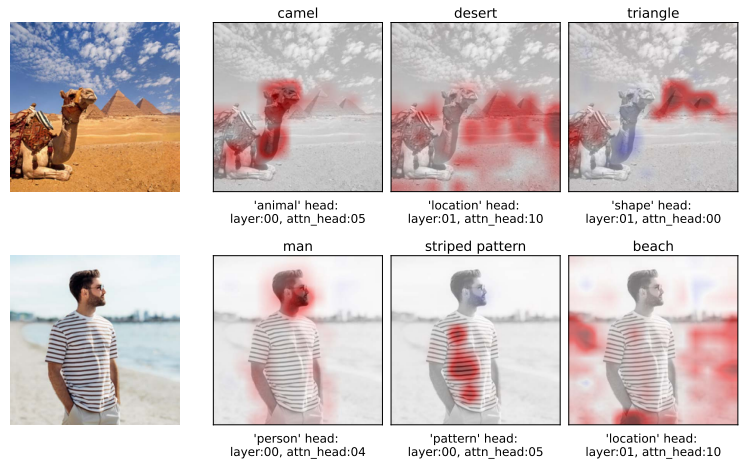 camel
desert
triangle
'animal' head:
layer:00, attn_head:05
'location' head:
layer:01, attn_head:10
'shape' head:
layer:01, attn_head:00
man
striped pattern
beach
'person' head:
layer:00, attn_head:04
'pattern' head:
layer:00, attn_head:05
'location' head:
layer:01, attn_head:10